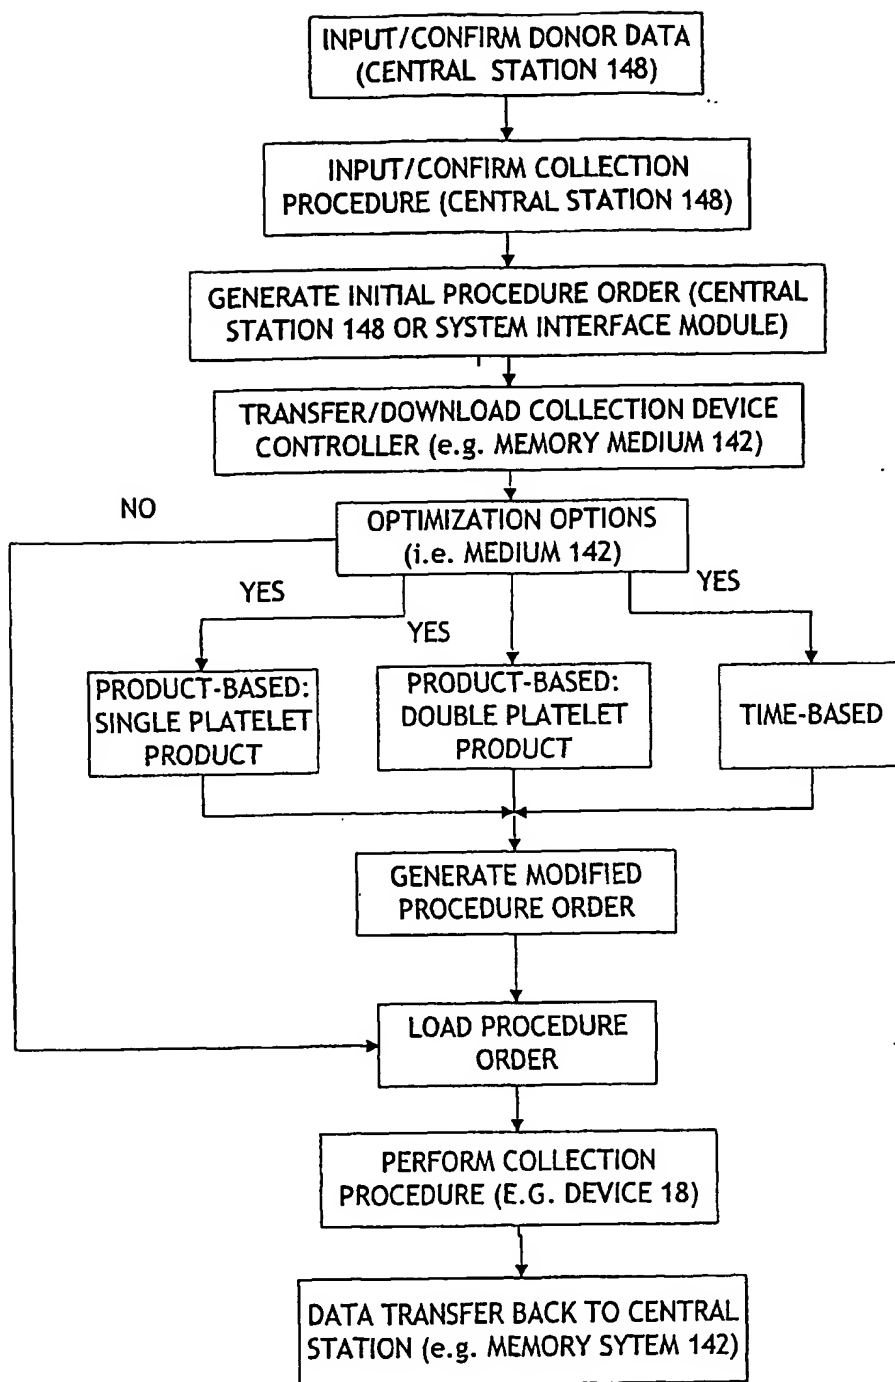 INPUT/CONFIRM DONOR DATA
(CENTRAL STATION 148)
INPUT/CONFIRM COLLECTION
PROCEDURE (CENTRAL STATION 148)
GENERATE INITIAL PROCEDURE ORDER (CENTRAL
STATION 148 OR SYSTEM INTERFACE MODULE)
TRANSFER/DOWNLOAD COLLECTION DEVICE
CONTROLLER (e.g. MEMORY MEDIUM 142)
NO
OPTIMIZATION OPTIONS
(i.e. MEDIUM 142)
YES
YES
YES
PRODUCT-BASED:
SINGLE PLATELET
PRODUCT
PRODUCT-BASED:
DOUBLE PLATELET
PRODUCT
TIME-BASED
GENERATE MODIFIED
PROCEDURE ORDER
LOAD PROCEDURE
ORDER
PERFORM COLLECTION
PROCEDURE (E.G. DEVICE 18)
DATA TRANSFER BACK TO CENTRAL
STATION (e.g. MEMORY SYTEM 142)